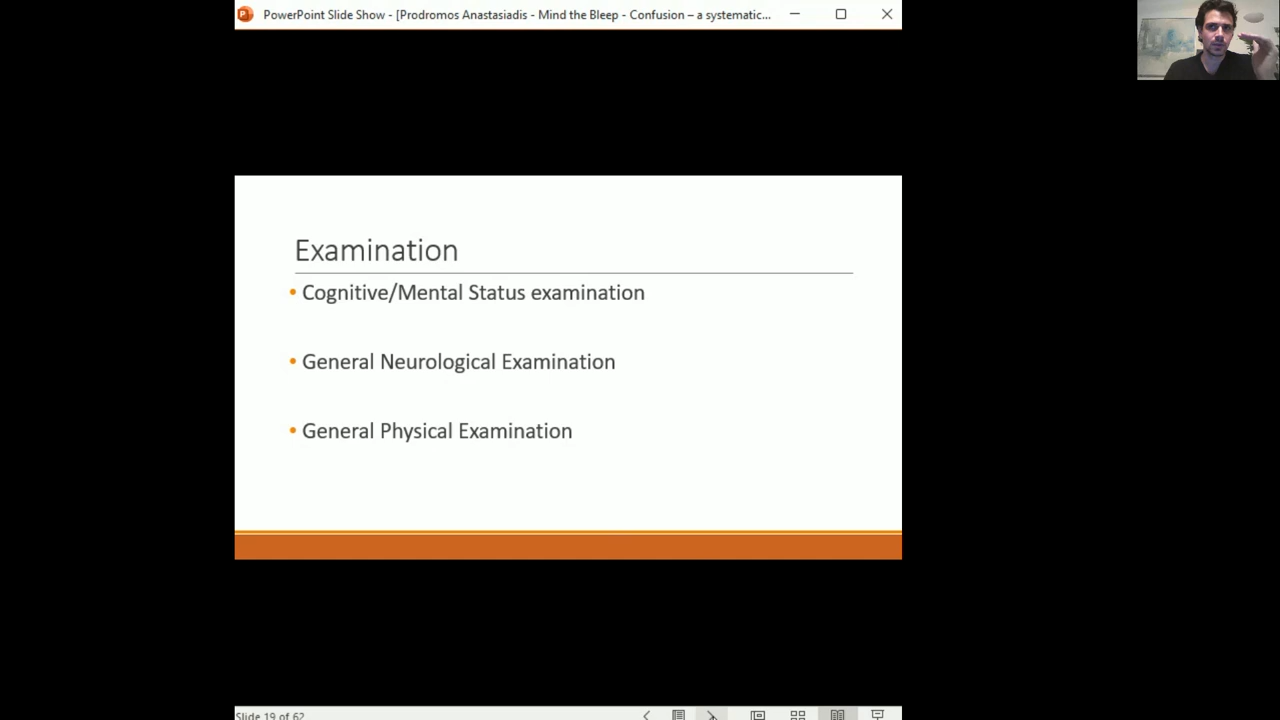 PowerPoint Slide Show - [Prodromos Anastasiadis - Mind the Bleep - Confusion – a systematic...
Examination
• Cognitive/Mental Status examination
• General Neurological Examination
• General Physical Examination
Slide 19 of 62